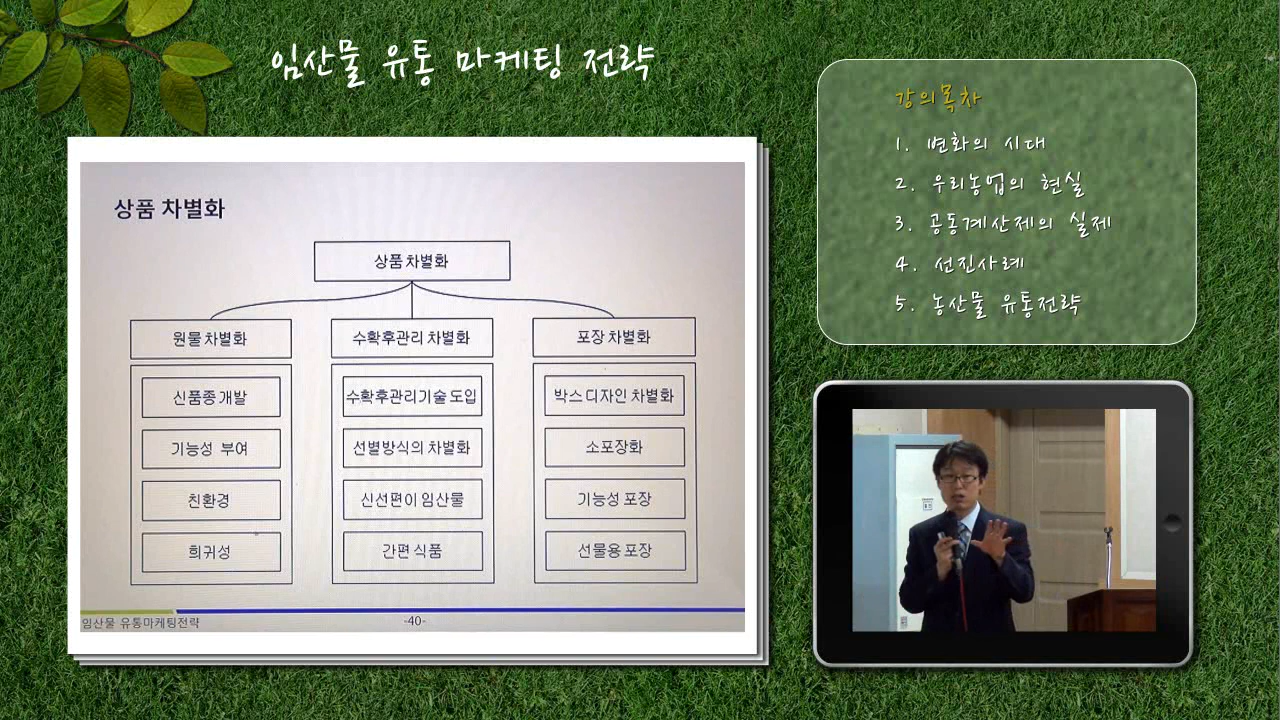 임산물 유통 마케팅 전략
강의목차
1. 변화의 시대
2. 우리농업의 현실
3. 공동계산제의 실제
4. 선진사례
5. 농산물 유통전략
상품 차별화
상품 차별화
원물 차별화
신품종 개발
기능성 부여
친환경
희귀성
수확후관리 차별화
수확후관리기술 도입
선별방식의 차별화
신선편이 임산물
간편 식품
포장 차별화
박스 디자인 차별화
소포장화
기능성 포장
선물용 포장
임산물 유통마케팅전략
-40-